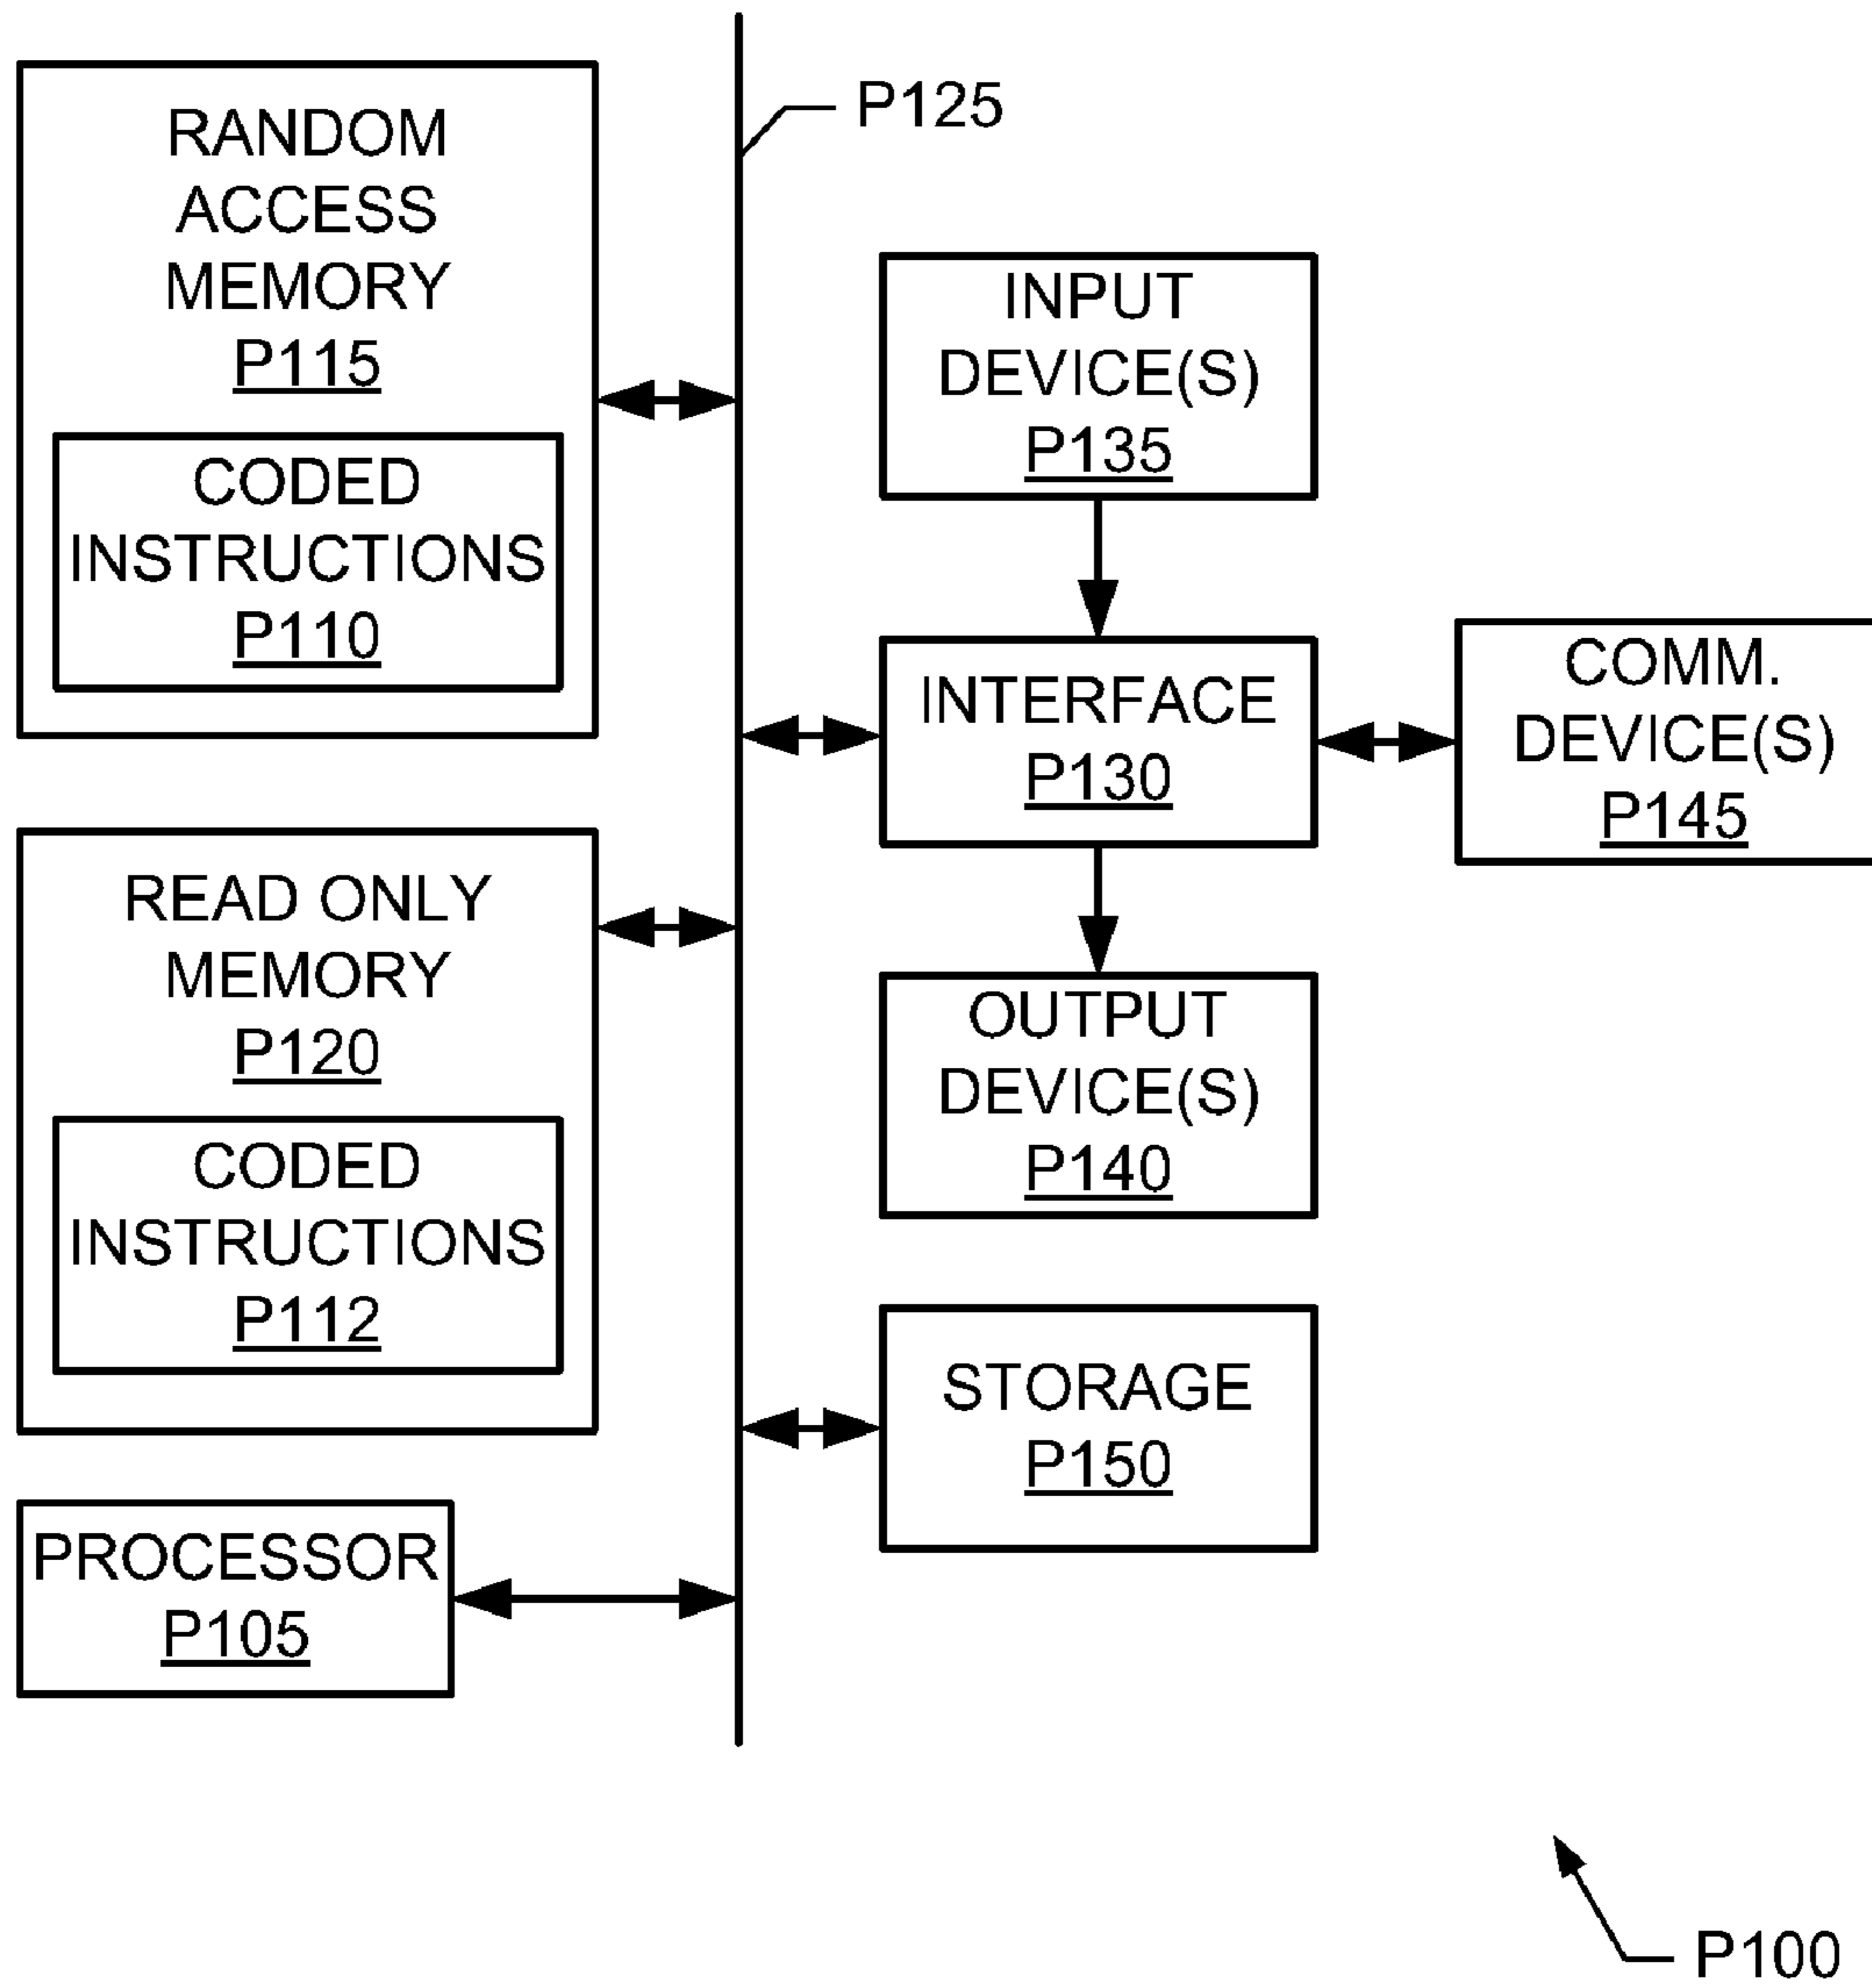 RANDOM
ACCESS
MEMORY
P115
CODED
INSTRUCTIONS
P110
READ ONLY
MEMORY
P120
CODED
INSTRUCTIONS
P112
PROCESSOR
P105
P125
INPUT
DEVICE(S)
P135
INTERFACE
P130
COMM.
DEVICE(S)
P145
OUTPUT
DEVICE(S)
P140
STORAGE
P150
P100